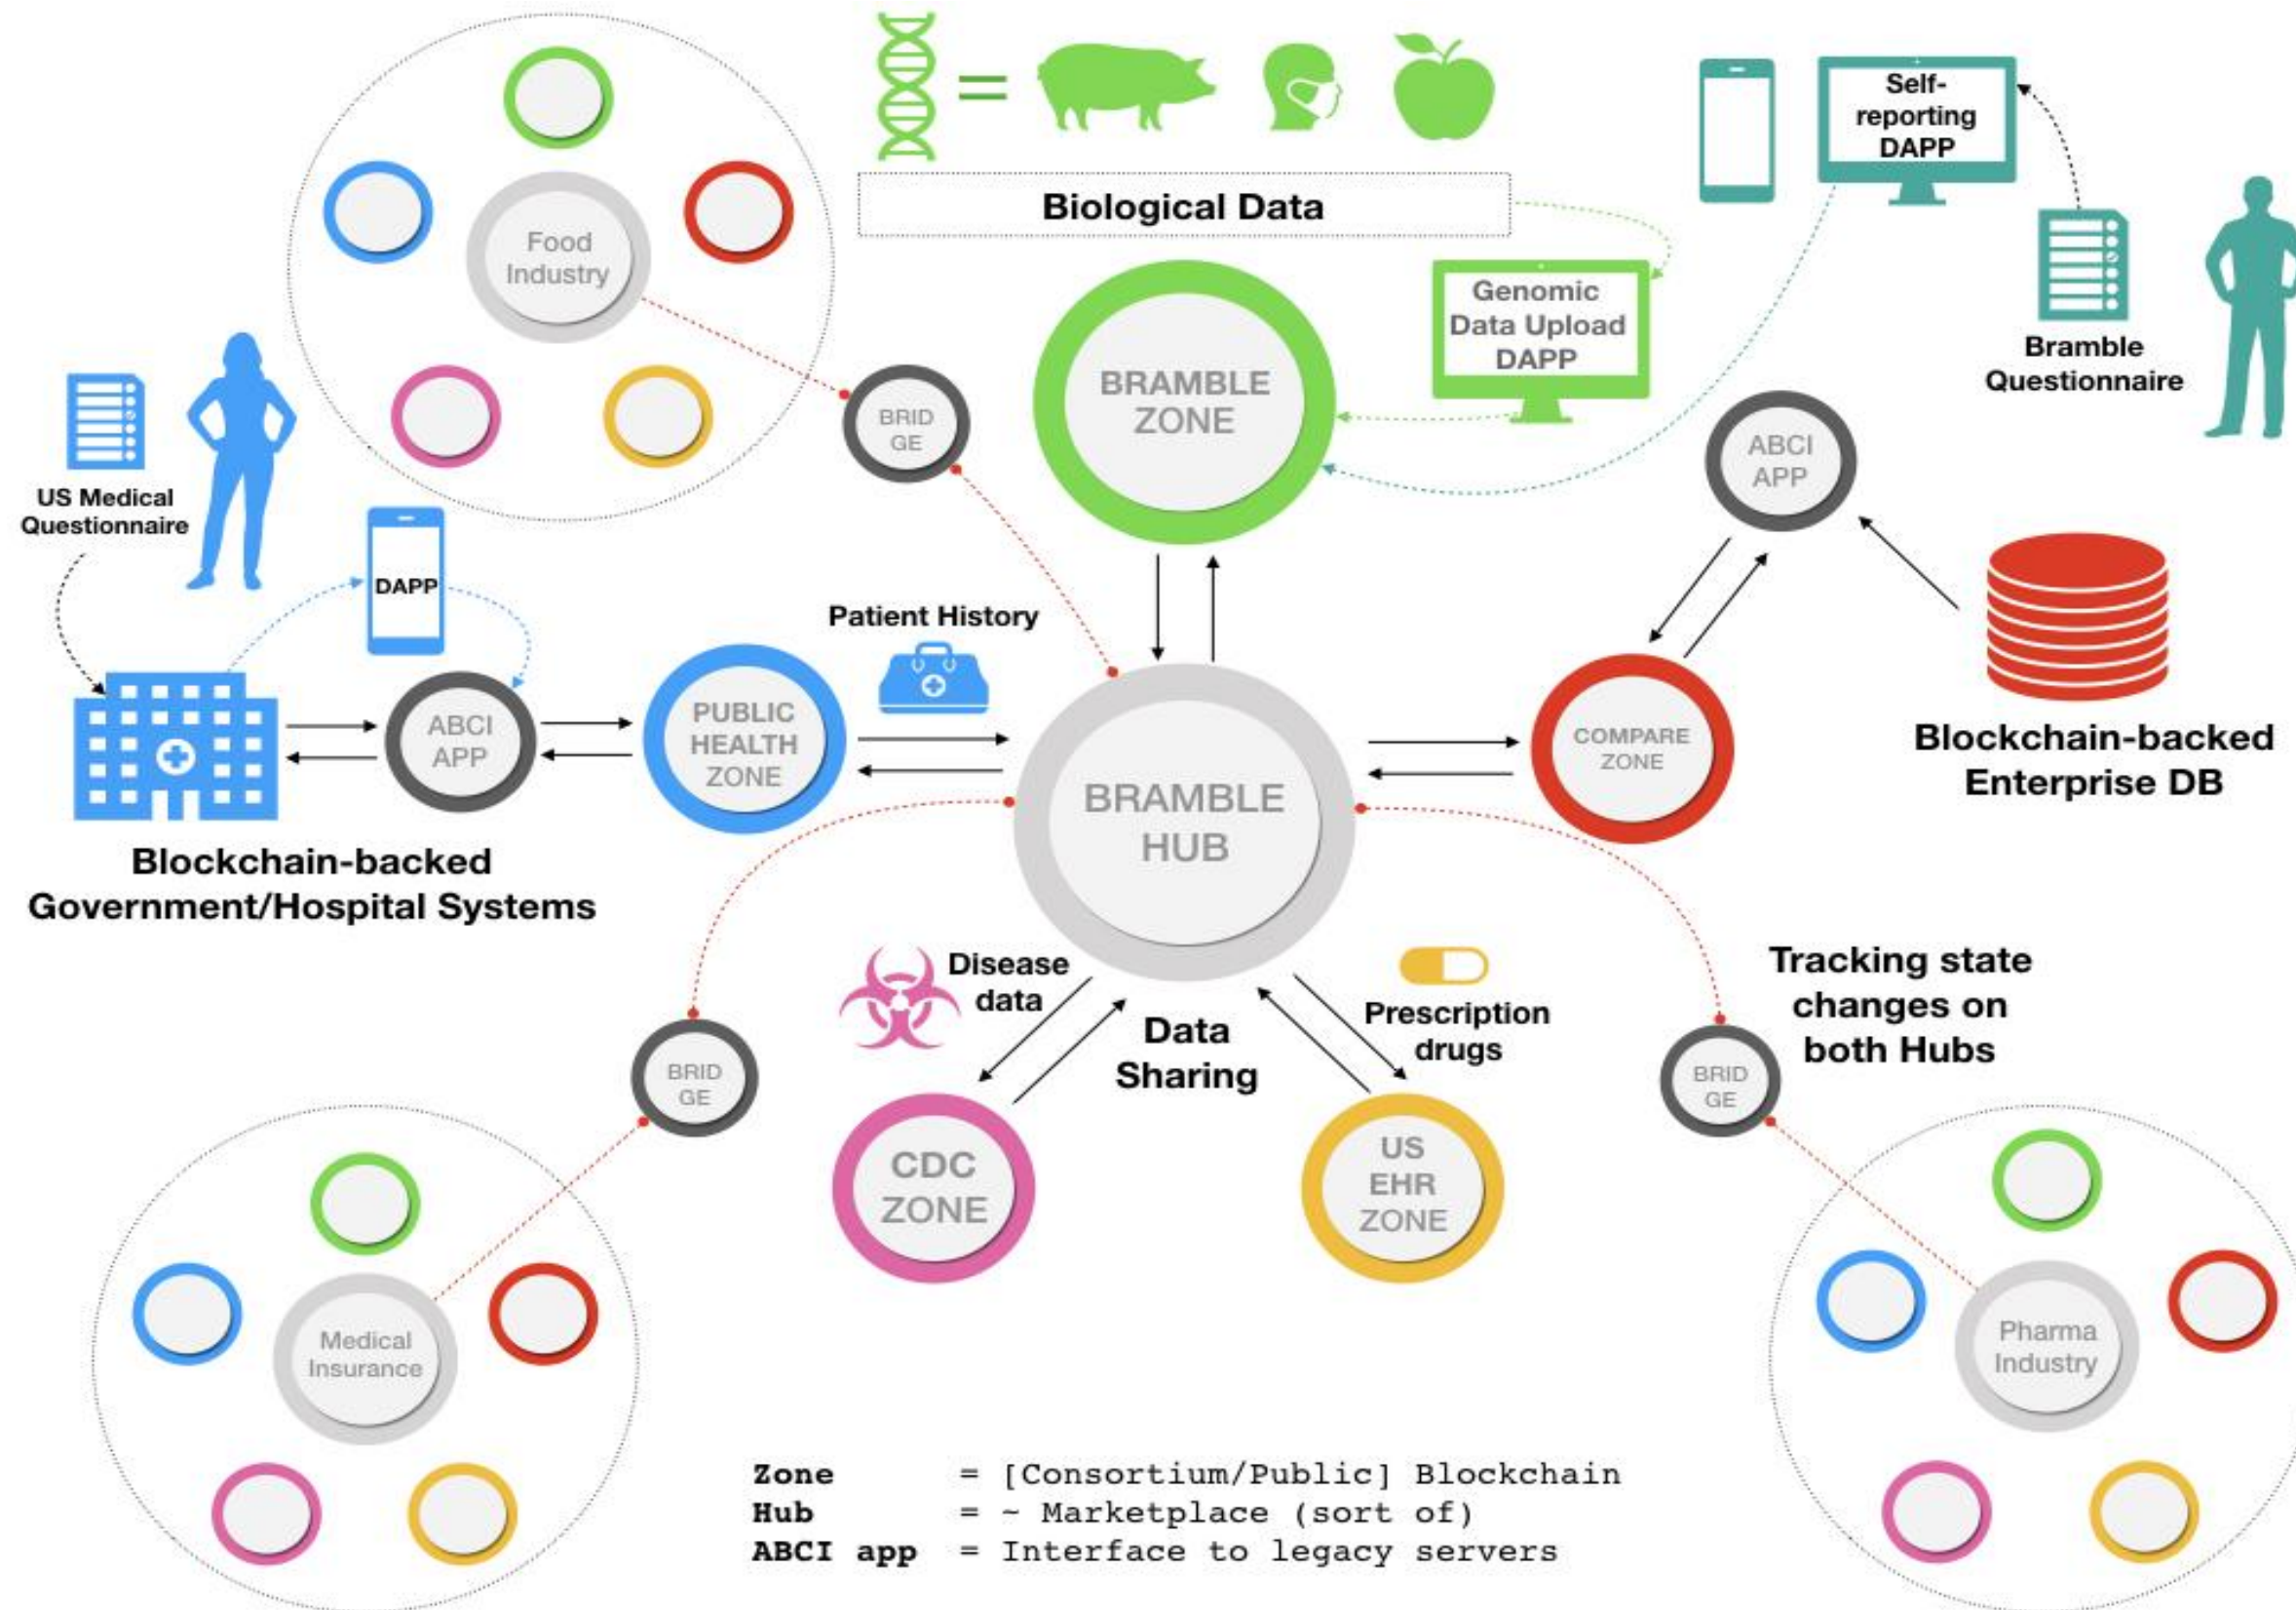 Self-
reporting
DAPP
Biological Data
Food
Industry
Genomic
Data Upload
DAPP
Bramble
Questionnaire
BRAMBLE
ZONE
BRID
GE
ABCI
APP
US Medical
Questionnaire
DAPP
Patient History
ABCI
APP
PUBLIC
HEALTH
ZONE
BRAMBLE
HUB
COMPARE
ZONE
Blockchain-backed
Enterprise DB
Blockchain-backed
Government/Hospital Systems
Disease
data
Data
Sharing
Prescription
drugs
Tracking state
changes on
both Hubs
BRID
GE
BRID
GE
CDC
ZONE
US
EHR
ZONE
Medical
Insurance
Pharma
Industry
Zone = [Consortium/Public] Blockchain
Hub = ~ Marketplace (sort of)
ABCI app = Interface to legacy servers